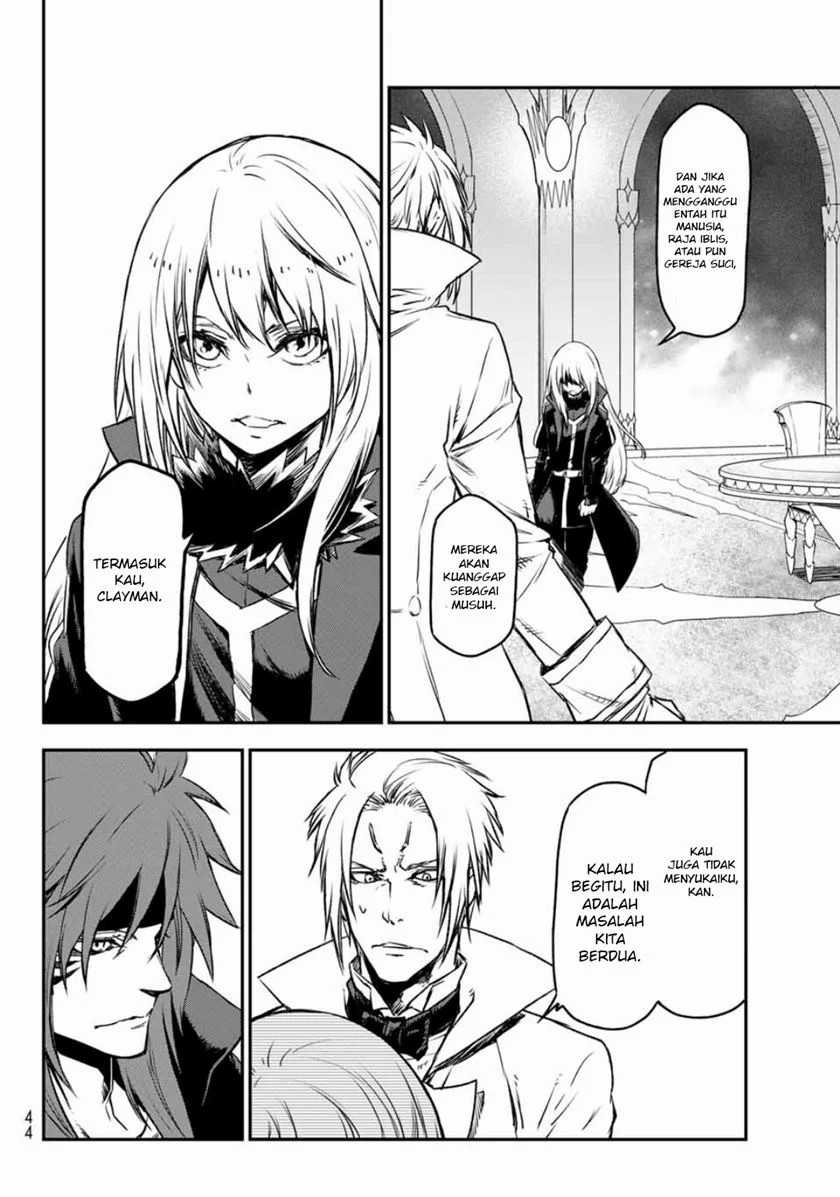 DAN JIKA
ADA YANG
MENGGANGGU
ENTAH ITU
MANUSIA,
RAJA IBLIS,
ATAU PUN
GEREJA SUCI,
MEREKA
AKAN
KUANGGAP
SEBAGAI
MUSUH.
TERMASUK
KAU,
CLAYMAN.
KAU
JUGA TIDAK
MENYUKAIKU,
KAN.
KALAU
BEGITU, INI
ADALAH
MASALAH
KITA
BERDUA.
44